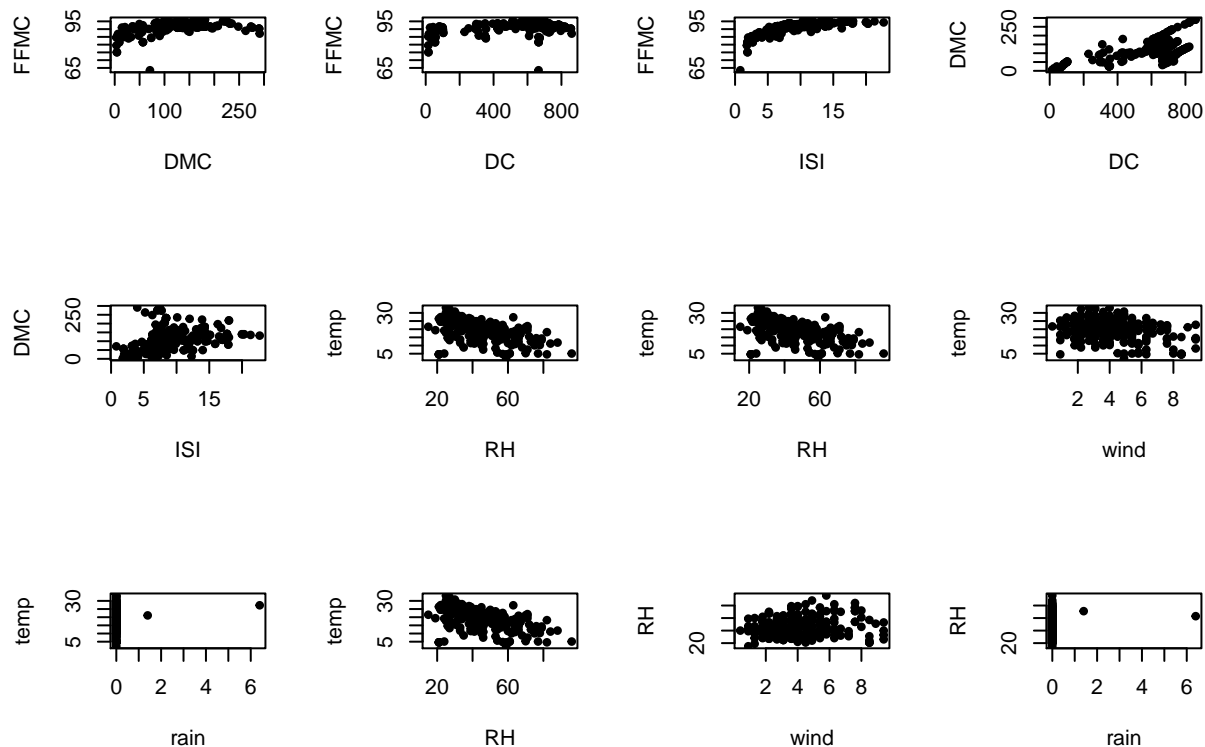 FFMC
65 95
0 100 250
DMC
FFMC
65 95
0 400 800
DC
FFMC
65 95
0 5 15
ISI
DMC
0 250
0 400 800
DC
DMC
0 250
0 5 15
ISI
temp
5 30
20 60
RH
temp
5 30
20 60
RH
temp
5 30
2 4 6 8
wind
temp
5 30
0 2 4 6
rain
temp
5 30
20 60
RH
RH
20
2 4 6 8
wind
RH
20
0 2 4 6
rain